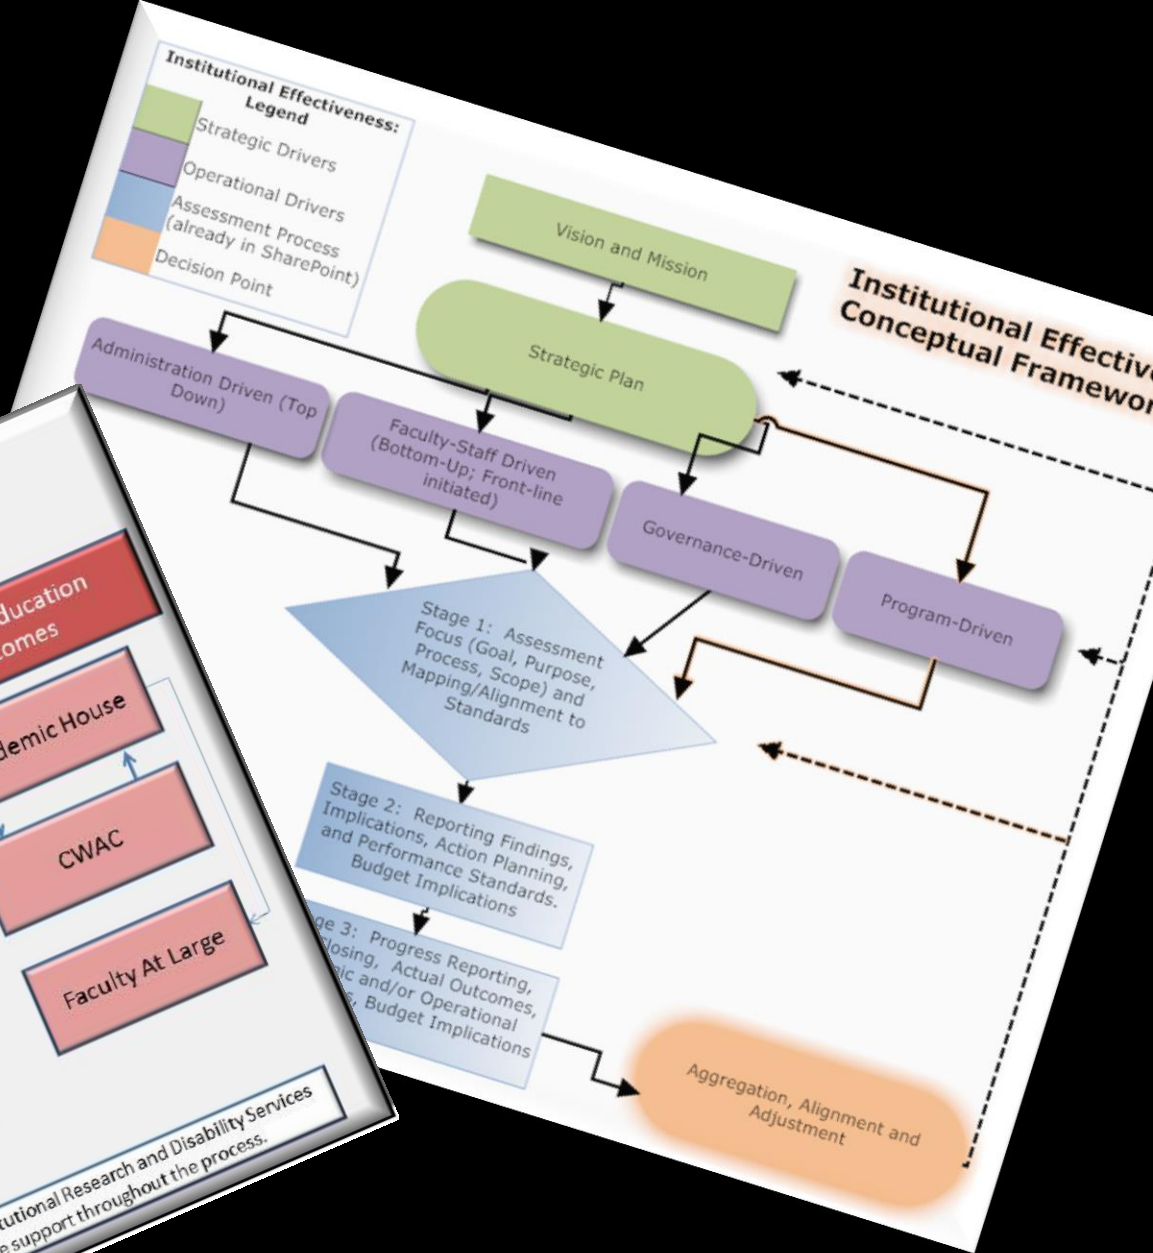 Institutional Effectiveness:
Legend
Strategic Drivers
Operational Drivers
Assessment Process
(already in SharePoint)
Decision Point
Vision and Mission
Institutional Effective
Conceptual Framewor
Strategic Plan
Administration Driven (Top
Down)
Faculty-Staff Driven
(Bottom-Up; Front-line
initiated)
Governance-Driven
Program-Driven
Stage 1:  Assessment
Focus (Goal, Purpose,
Process, Scope) and
Mapping/Alignment to
Standards
Stage 2:  Reporting Findings,
Implications, Action Planning,
and Performance Standards.
Budget Implications
ge 3:  Progress Reporting,
losing,  Actual Outcomes,
ic and/or Operational
s, Budget Implications
Aggregation, Alignment and
Adjustment
ducation
omes
demic House
CWAC
Faculty At Large
tutional Research and Disability Services
e support throughout the process.